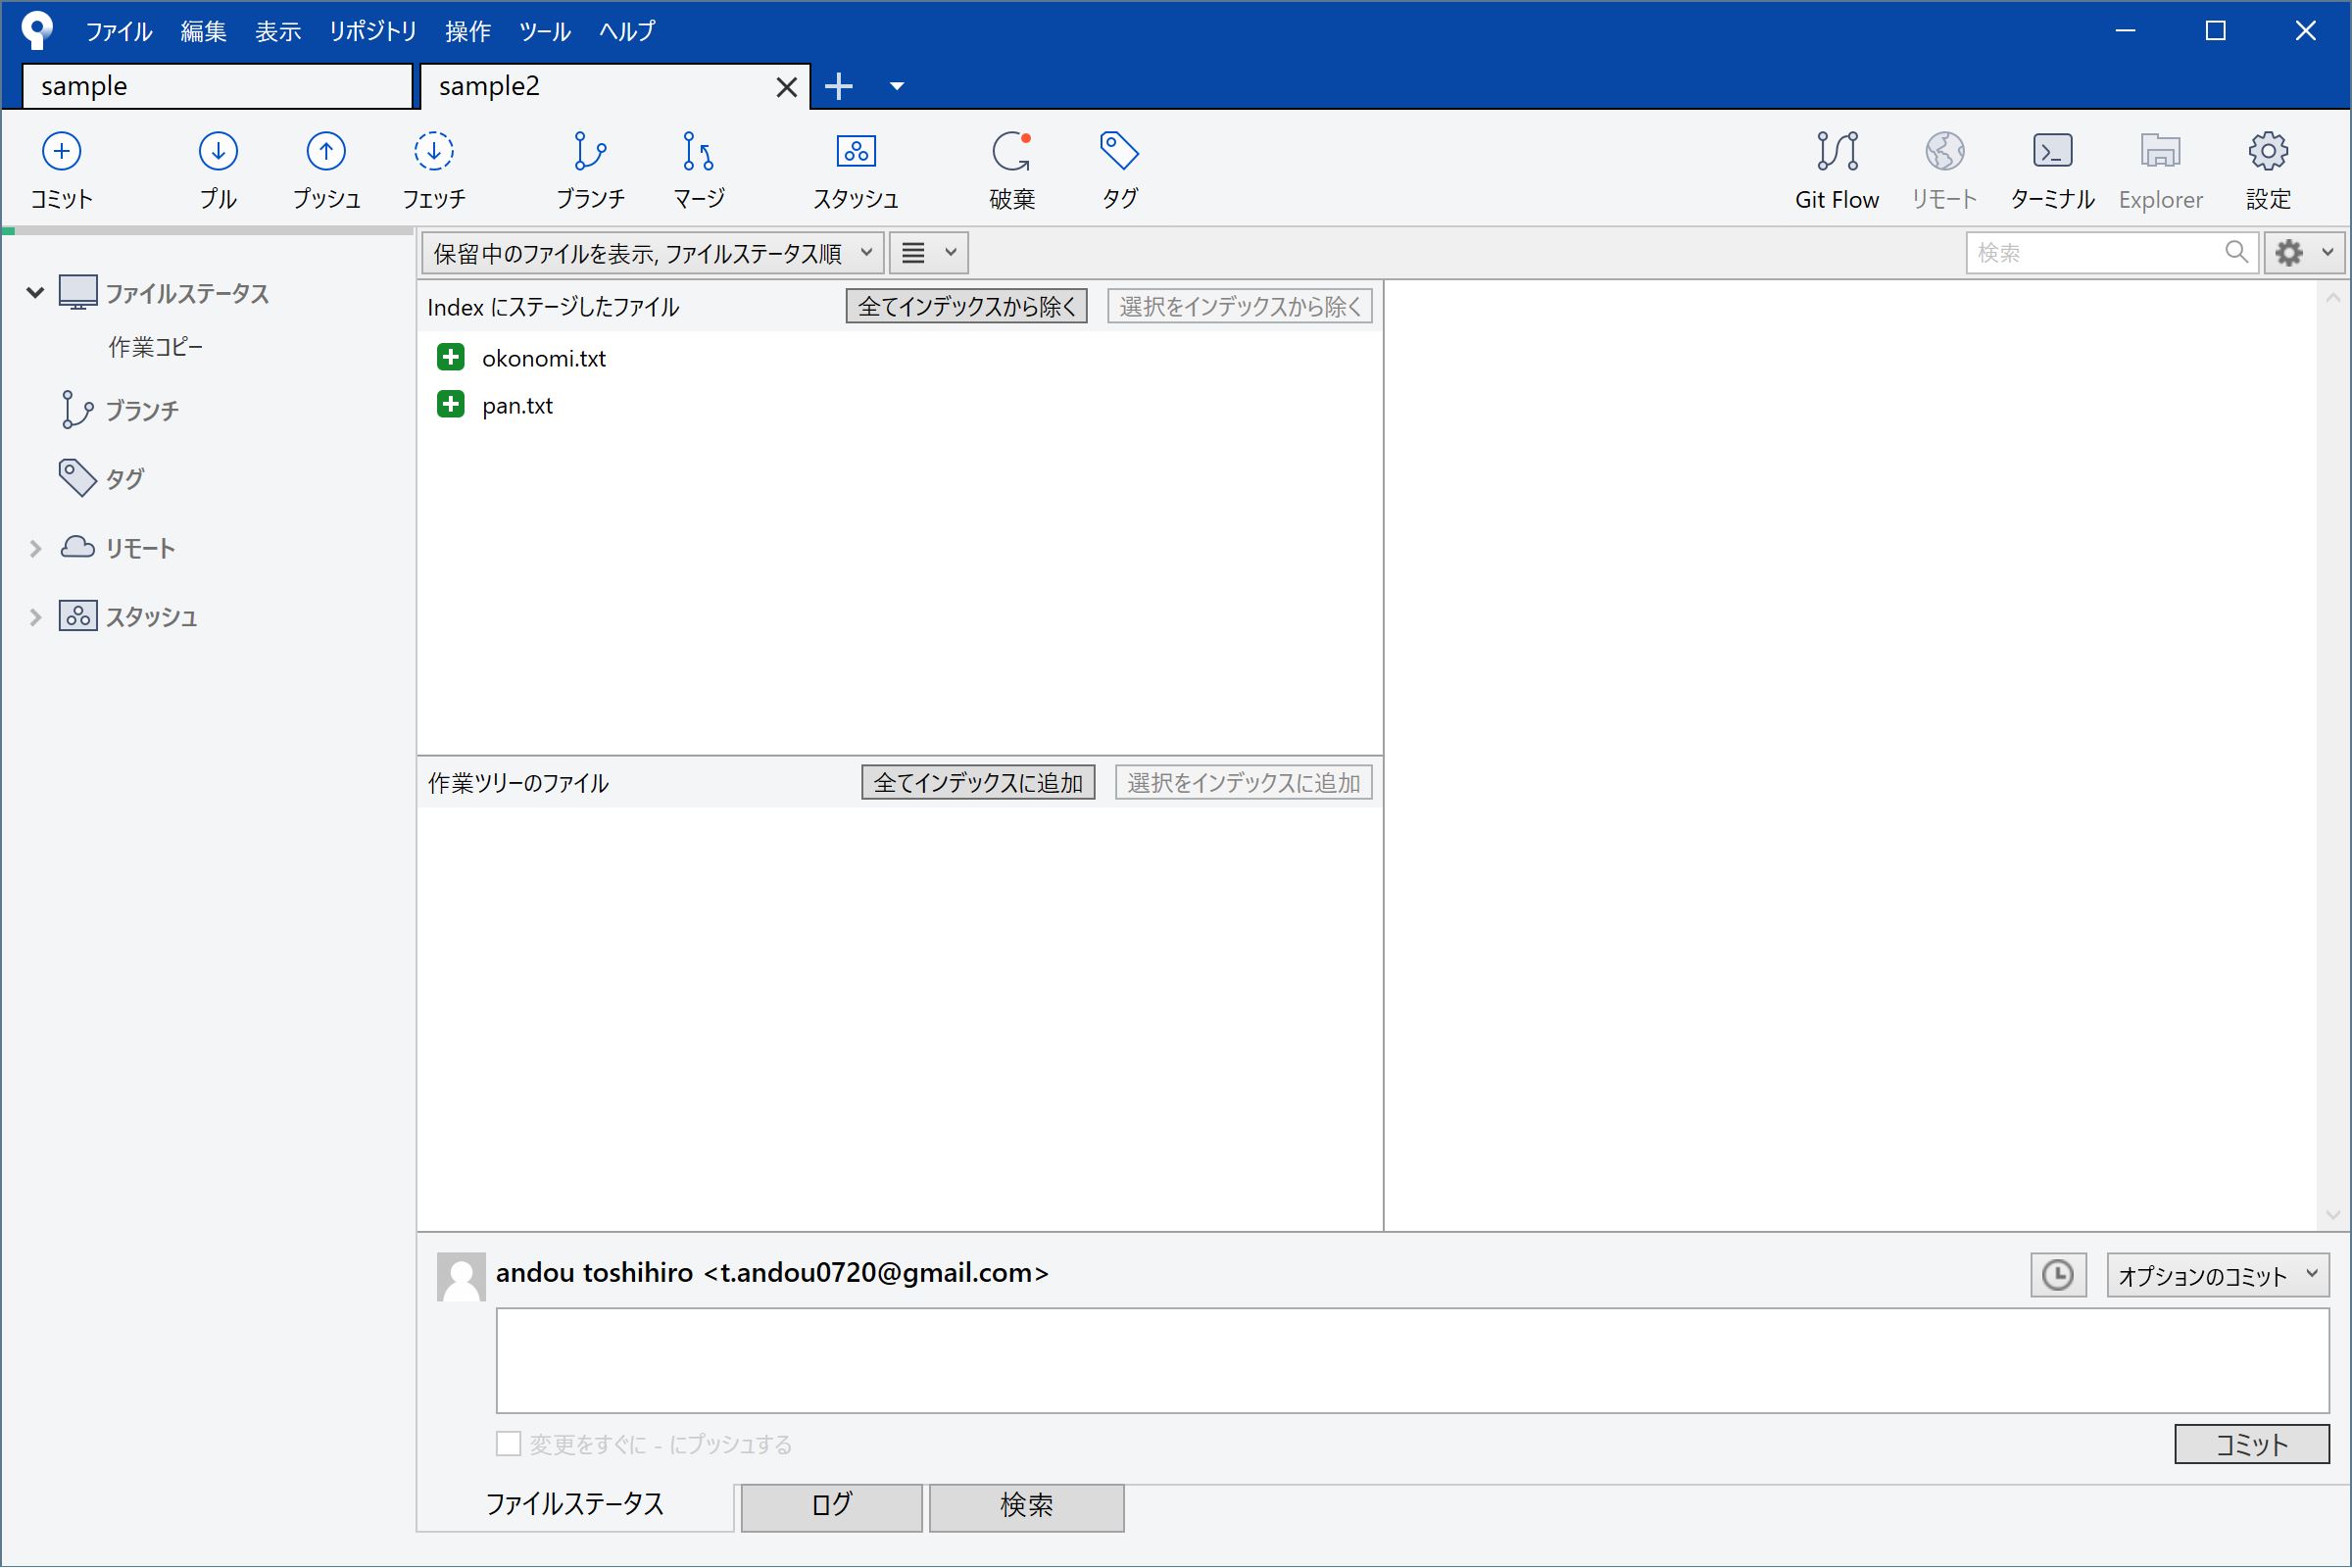 ファイル 編集 表示 リポジトリ 操作 ツール ヘルプ
sample sample2
コミット プル プッシュ フェッチ ブランチ マージ スタッシュ 破棄 タグ Git Flow リモート ターミナル Explorer 設定
保留中のファイルを表示, ファイルステータス順 検索
ファイルステータス
作業コピー
ブランチ
タグ
リモート
スタッシュ
Index にステージしたファイル 全てインデックスから除く 選択をインデックスから除く
okonomi.txt
pan.txt
作業ツリーのファイル 全てインデックスに追加 選択をインデックスに追加
andou toshihiro <t.andou0720@gmail.com> オプションのコミット
変更をすぐに - にプッシュする コミット
ファイルステータス ログ 検索